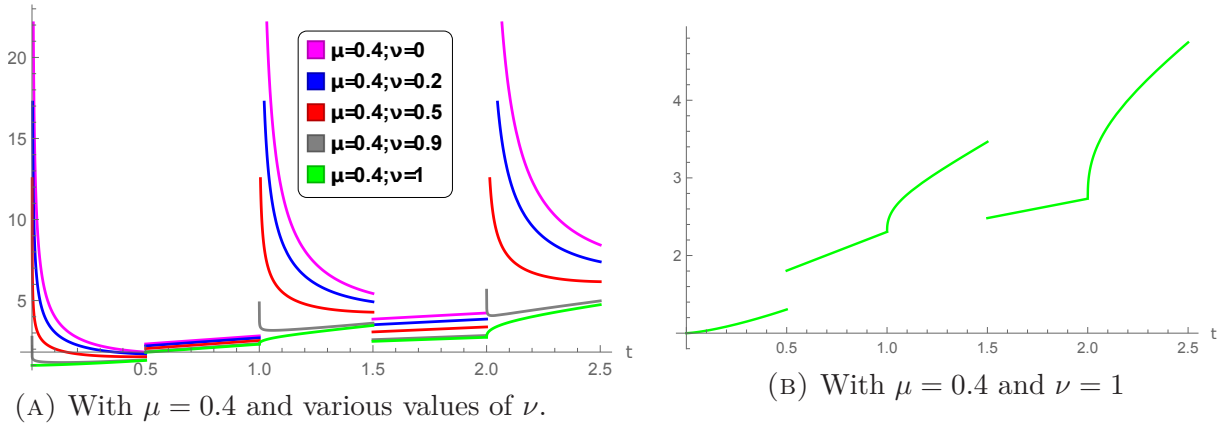 20
15
10
5
0.5
1.0
1.5
2.0
2.5
t
μ=0.4;ν=0
μ=0.4;ν=0.2
μ=0.4;ν=0.5
μ=0.4;ν=0.9
μ=0.4;ν=1
(A) With μ = 0.4 and various values of ν.
4
3
2
0.5
1.0
1.5
2.0
2.5
t
(B) With μ = 0.4 and ν = 1